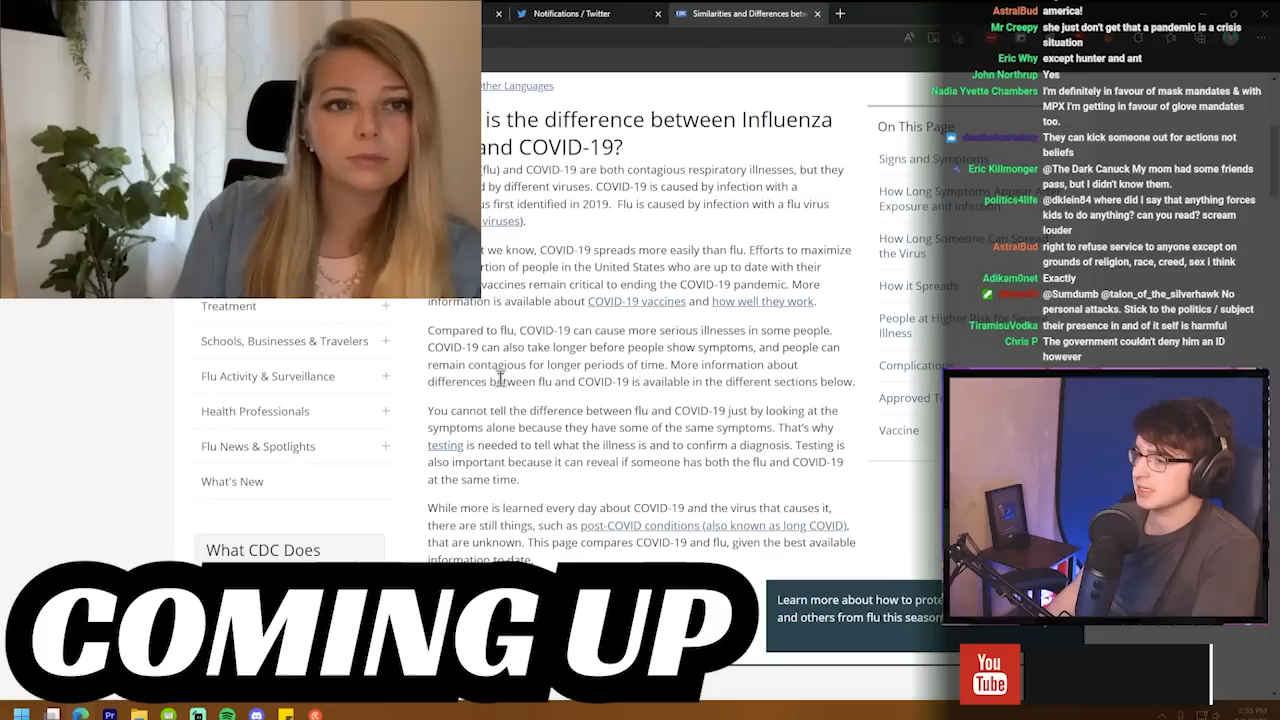 Notifications / Twitter
Similarities and Differences betw
ther Languages
is the difference between Influenza
and COVID-19?
(flu) and COVID-19 are both contagious respiratory illnesses, but they
d by different viruses. COVID-19 is caused by infection with a
us first identified in 2019. Flu is caused by infection with a flu virus
viruses).
t we know, COVID-19 spreads more easily than flu. Efforts to maximize
rtion of people in the United States who are up to date with their
vaccines remain critical to ending the COVID-19 pandemic. More
information is available about COVID-19 vaccines and how well they work.
Compared to flu, COVID-19 can cause more serious illnesses in some people.
COVID-19 can also take longer before people show symptoms, and people can
remain contagious for longer periods of time. More information about
differences between flu and COVID-19 is available in the different sections below.
You cannot tell the difference between flu and COVID-19 just by looking at the
symptoms alone because they have some of the same symptoms. That's why
testing is needed to tell what the illness is and to confirm a diagnosis. Testing is
also important because it can reveal if someone has both the flu and COVID-19
at the same time.
While more is learned every day about COVID-19 and the virus that causes it,
there are still things, such as post-COVID conditions (also known as long COVID),
that are unknown. This page compares COVID-19 and flu, given the best available
information to date.
Treatment
Schools, Businesses & Travelers
Flu Activity & Surveillance
Health Professionals
Flu News & Spotlights
What's New
What CDC Does
On This Page
Signs and Symptoms
How Long Symptoms Appear After
Exposure and Infection
How Long Someone Can Spread
the Virus
How it Spreads
People at Higher Risk for Severe
Illness
Complications
Approved T
Vaccine
Learn more about how to prote
and others from flu this season
AstralBud america!
Mr Creepy she just don't get that a pandemic is a crisis
situation
Eric Why except hunter and ant
John Northrup Yes
Nadia Yvette Chambers I'm definitely in favour of mask mandates & with
MPX I'm getting in favour of glove mandates
too.
They can kick someone out for actions not
beliefs
Eric Killmonger @The Dark Canuck My mom had some friends
pass, but I didn't know them.
politics4life @dklein84 where did I say that anything forces
kids to do anything? can you read? scream
louder
AstralBud right to refuse service to anyone except on
grounds of religion, race, creed, sex i think
Adikam0net Exactly
@Sumdumb @talon_of_the_silverhawk No
personal attacks. Stick to the politics / subject
TiramisuVodka their presence in and of itself is harmful
Chris P The government couldn't deny him an ID
however
COMING UP
You
Tube
2:35 PM